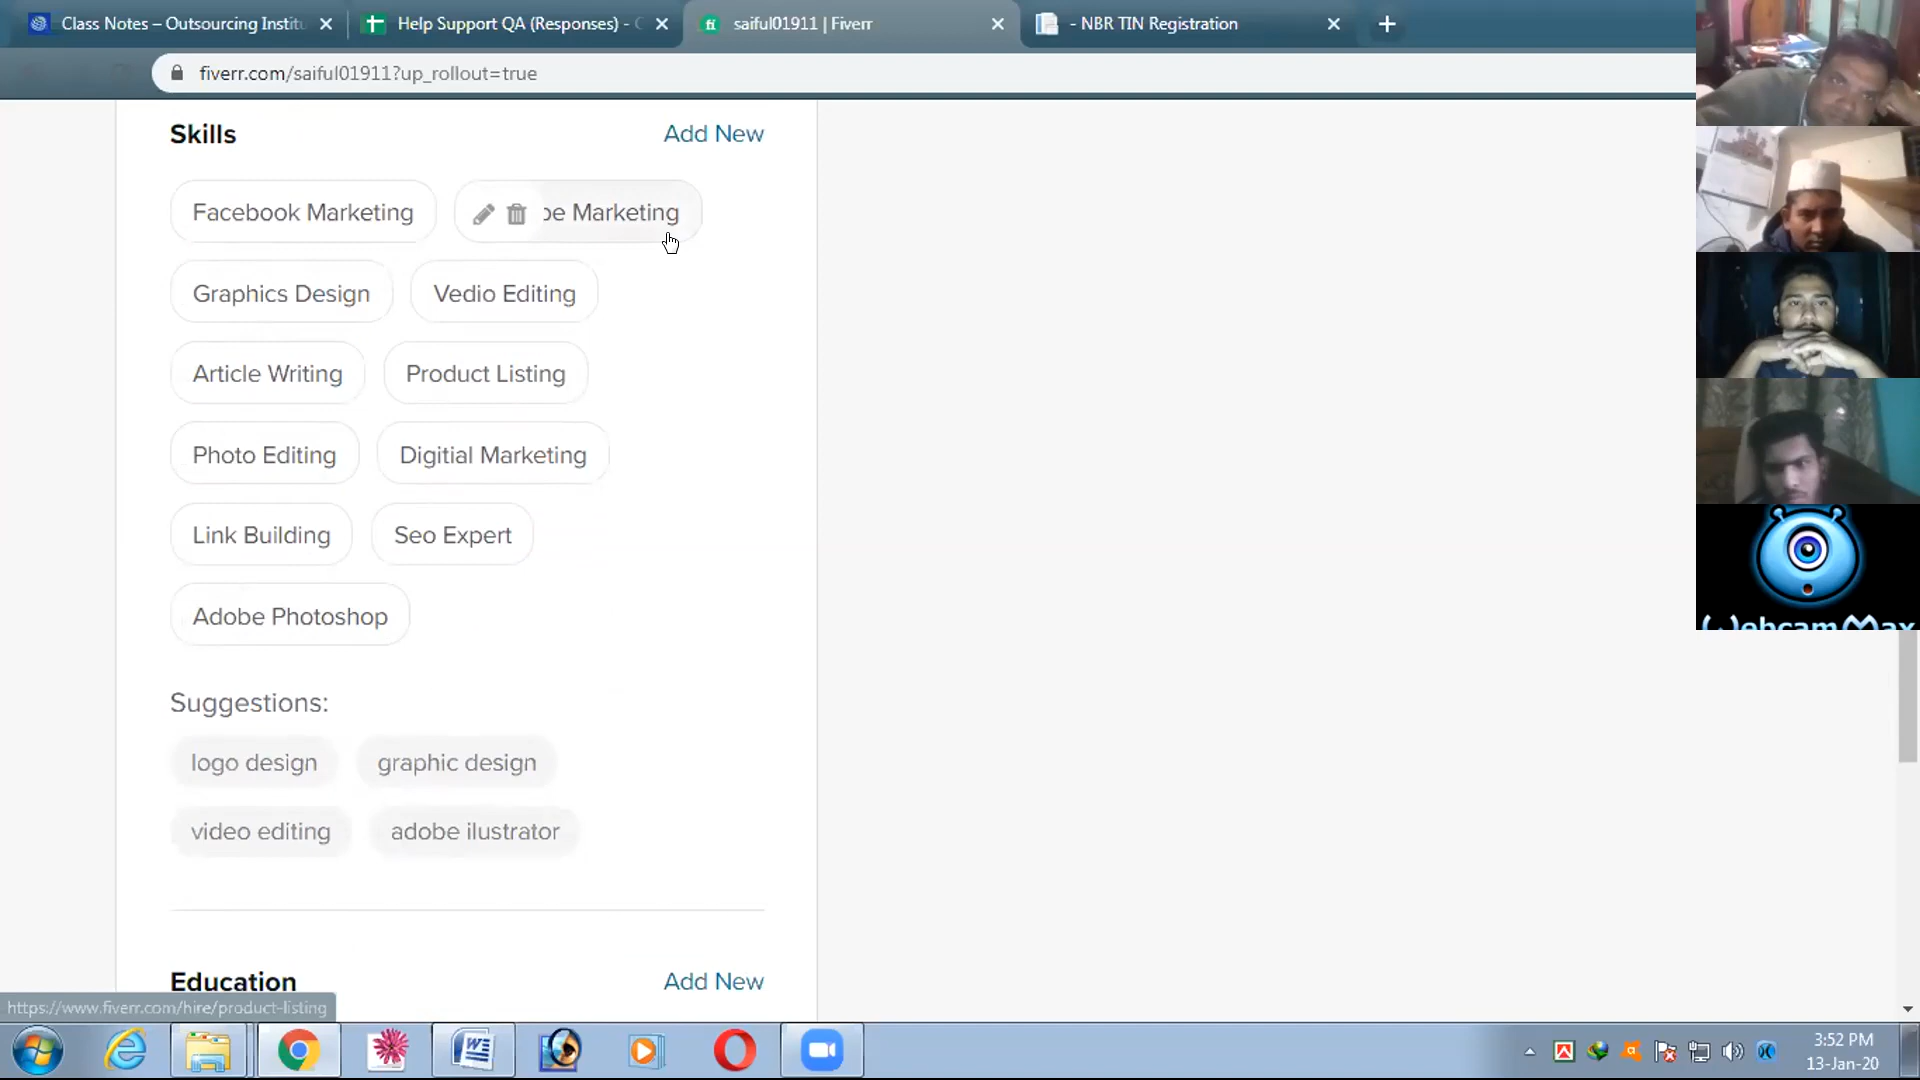 Class Notes – Outsourcing Institu
Help Support QA (Responses) -
saiful01911 | Fiverr
- NBR TIN Registration
fiverr.com/saiful01911?up_rollout=true
Skills
Add New
Facebook Marketing
be Marketing
Graphics Design
Vedio Editing
Article Writing
Product Listing
Photo Editing
Digitial Marketing
Link Building
Seo Expert
Adobe Photoshop
Suggestions:
logo design
graphic design
video editing
adobe ilustrator
Education
Add New
https://www.fiverr.com/hire/product-listing
WebcamMax
3:52 PM
13-Jan-20